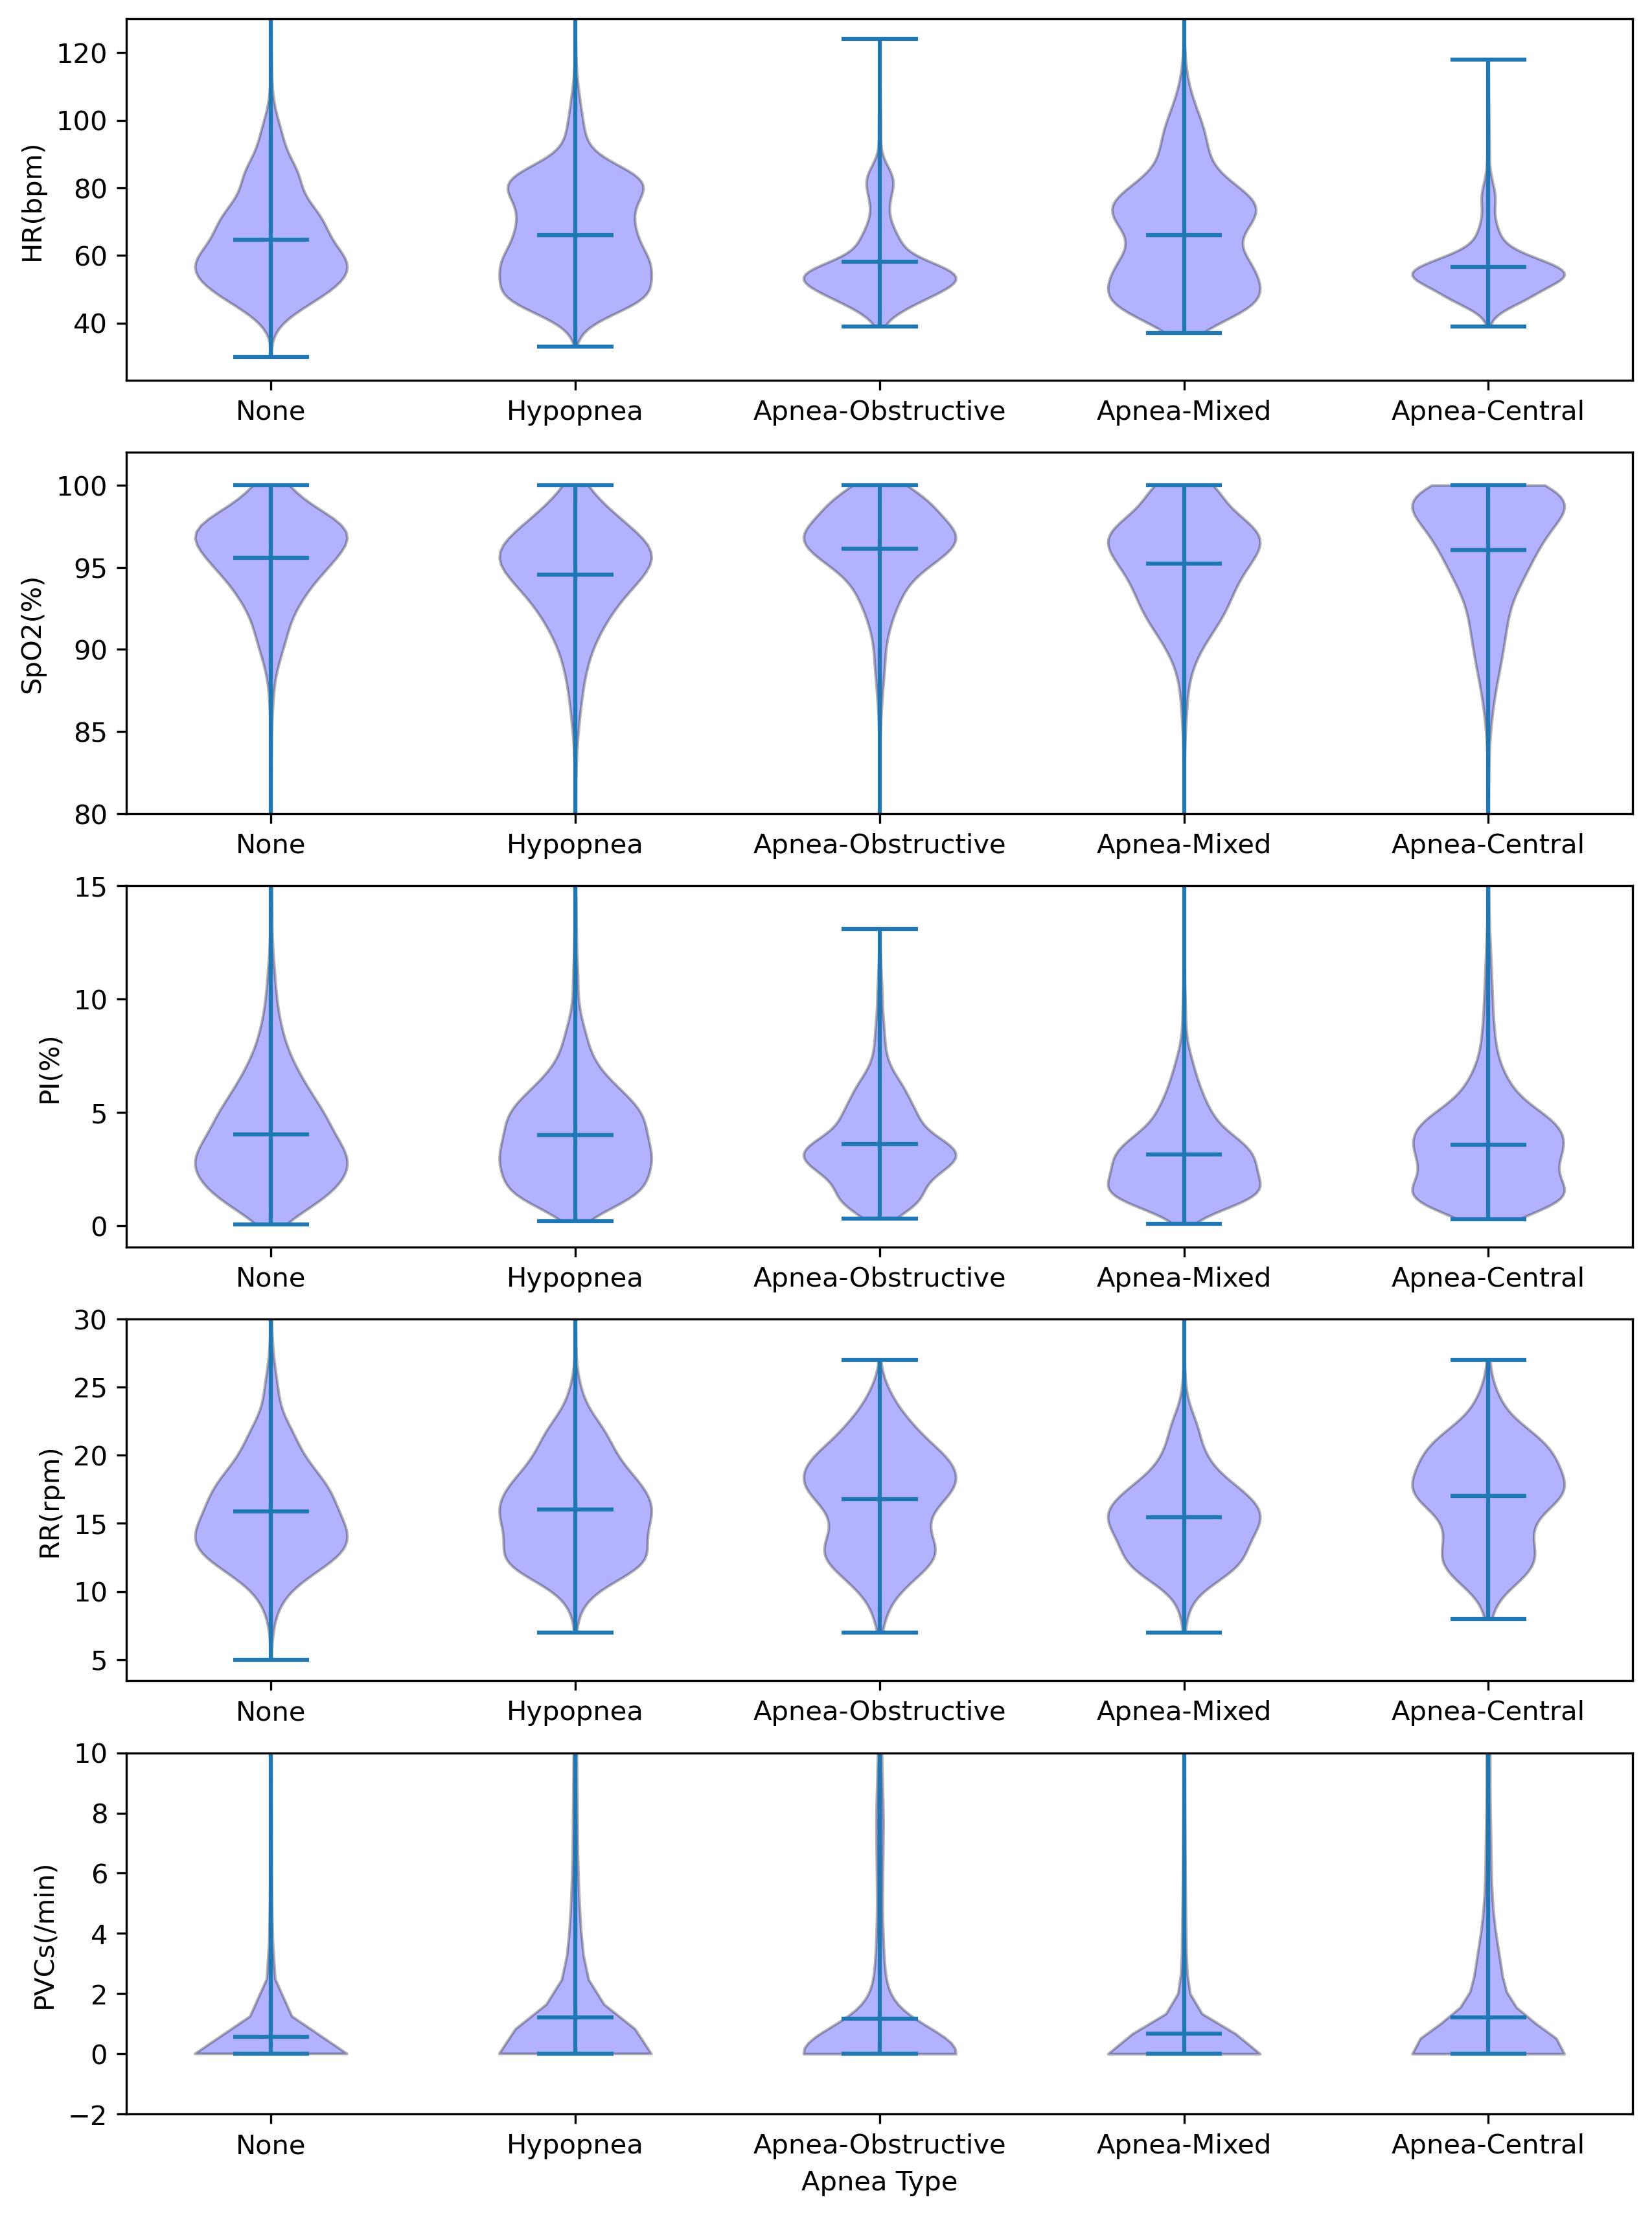 HR(bpm)
120
100
80
60
40
None Hypopnea Apnea-Obstructive Apnea-Mixed Apnea-Central
SpO2(%)
100
95
90
85
80
None Hypopnea Apnea-Obstructive Apnea-Mixed Apnea-Central
PI(%)
15
10
5
0
None Hypopnea Apnea-Obstructive Apnea-Mixed Apnea-Central
RR(rpm)
30
25
20
15
10
5
None Hypopnea Apnea-Obstructive Apnea-Mixed Apnea-Central
PVCs(/min)
10
8
6
4
2
0
−2
None Hypopnea Apnea-Obstructive Apnea-Mixed Apnea-Central
Apnea Type